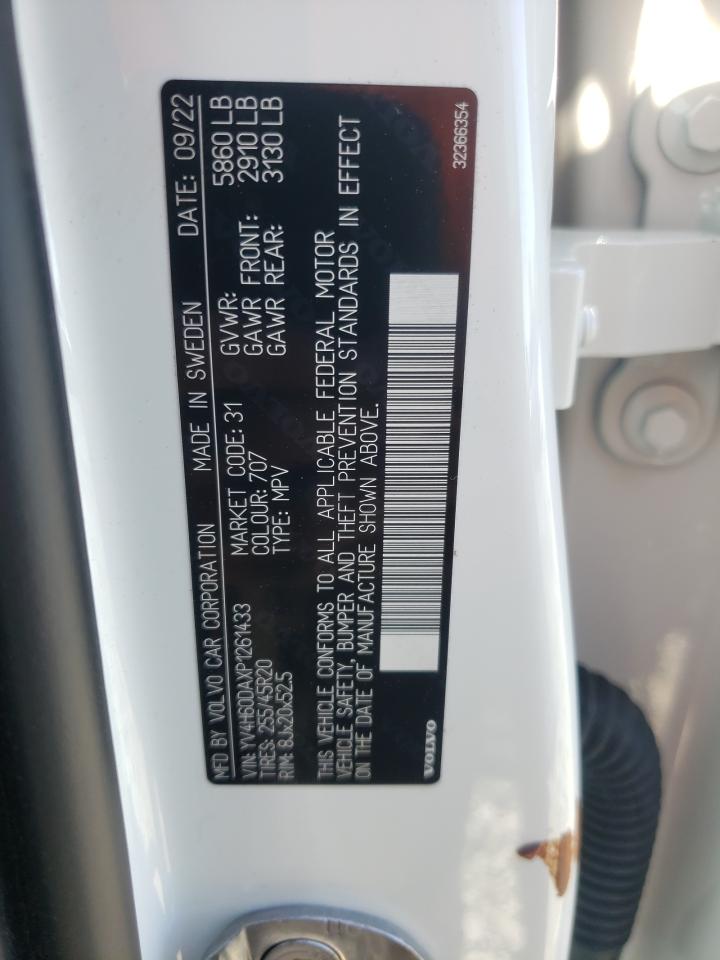 MFD BY VOLVO CAR CORPORATION MADE IN SWEDEN DATE: 09/22
VIN: YV4H60DAXP1261433 MARKET CODE: 31 GVWR: 5860 LB
TIRES: 255/45R20 COLOUR: 707 GAWR FRONT: 2910 LB
RIM: 8Jx20x52.5 TYPE: MPV GAWR REAR: 3130 LB
THIS VEHICLE CONFORMS TO ALL APPLICABLE FEDERAL MOTOR
VEHICLE SAFETY, BUMPER AND THEFT PREVENTION STANDARDS IN EFFECT
ON THE DATE OF MANUFACTURE SHOWN ABOVE.
VOLVO 32366354